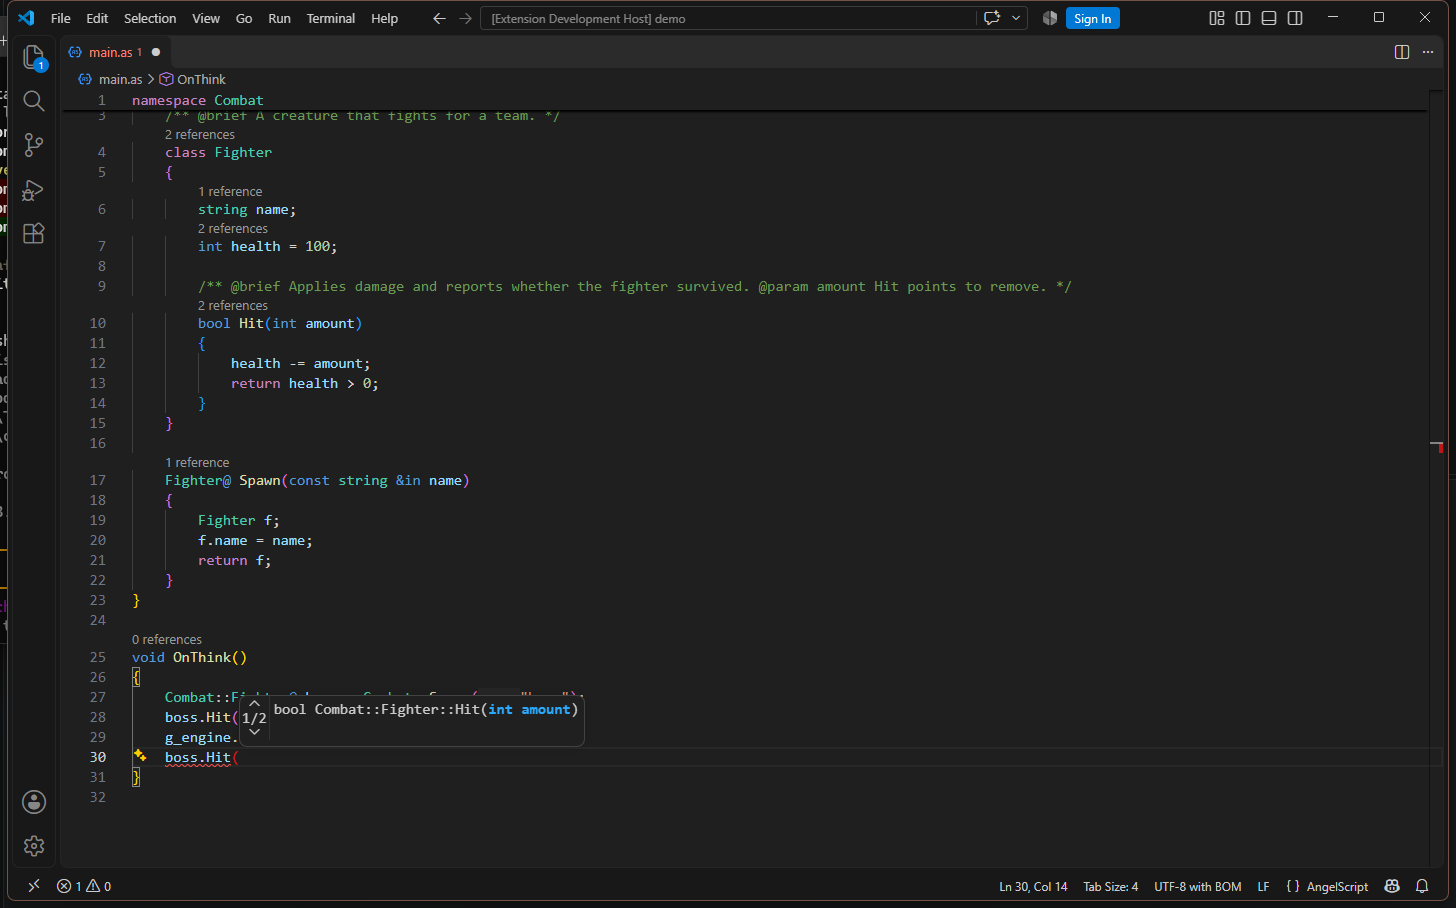 File Edit Selection View Go Run Terminal Help
[Extension Development Host] demo
Sign In
main.as 1
main.as > OnThink
1 namespace Combat
3 /** @brief A creature that fights for a team. */
2 references
4 class Fighter
5 {
1 reference
6 string name;
2 references
7 int health = 100;
8
9 /** @brief Applies damage and reports whether the fighter survived. @param amount Hit points to remove. */
2 references
10 bool Hit(int amount)
11 {
12 health -= amount;
13 return health > 0;
14 }
15 }
16
1 reference
17 Fighter@ Spawn(const string &in name)
18 {
19 Fighter f;
20 f.name = name;
21 return f;
22 }
23 }
24
0 references
25 void OnThink()
26 {
27 Combat::
28 boss.Hit(
29 g_engine.
1/2
bool Combat::Fighter::Hit(int amount)
30 boss.Hit(
31 }
32
1
1 0
Ln 30, Col 14 Tab Size: 4 UTF-8 with BOM LF { } AngelScript